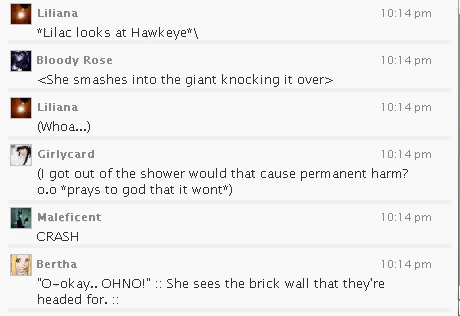 Liliana 10:14 pm
*Lilac looks at Hawkeye*\
Bloody Rose 10:14 pm
<She smashes into the giant knocking it over>
Liliana 10:14 pm
(Whoa...)
Girlycard 10:14 pm
(I got out of the shower would that cause permanent harm?
o.o *prays to god that it wont*)
Maleficent 10:14 pm
CRASH
Bertha 10:14 pm
"O-okay.. OHNO!" :: She sees the brick wall that they're
headed for. ::